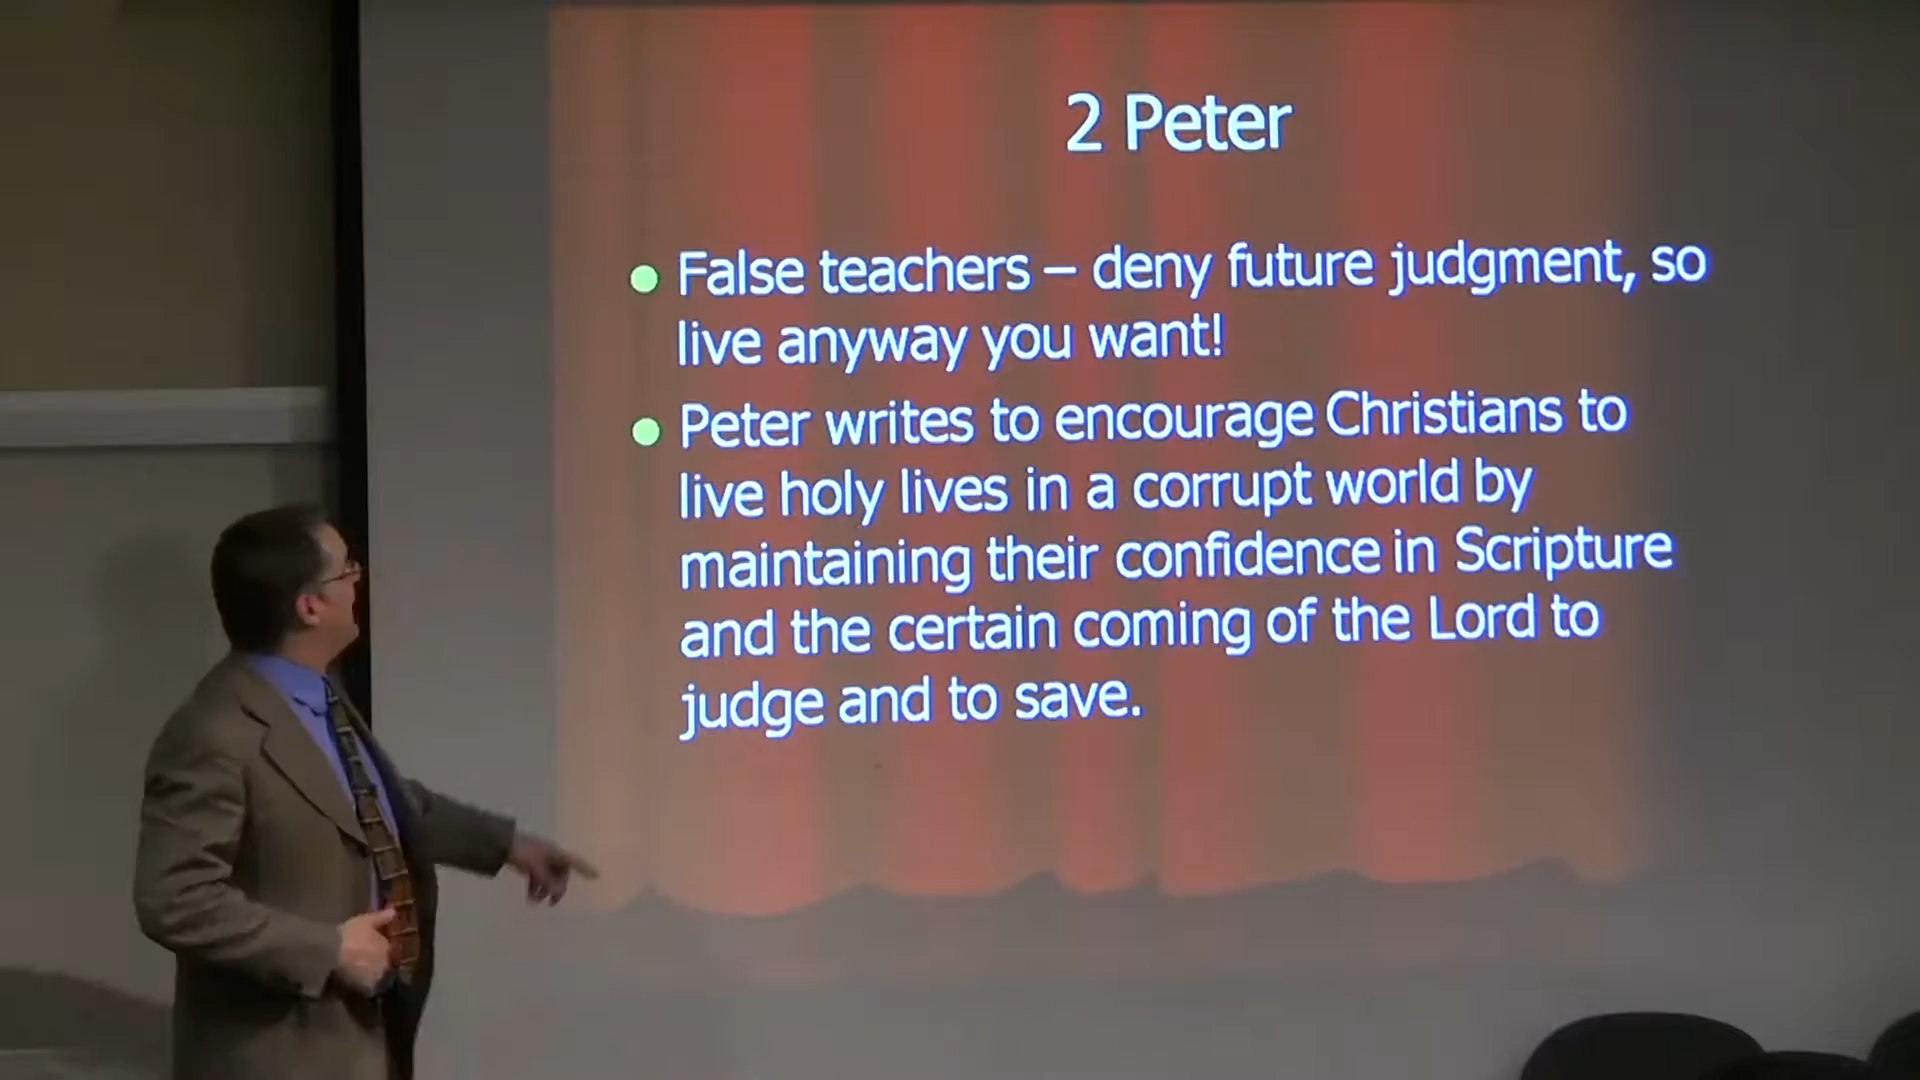 2 Peter
False teachers – deny future judgment, so
live anyway you want!
Peter writes to encourage Christians to
live holy lives in a corrupt world by
maintaining their confidence in Scripture
and the certain coming of the Lord to
judge and to save.